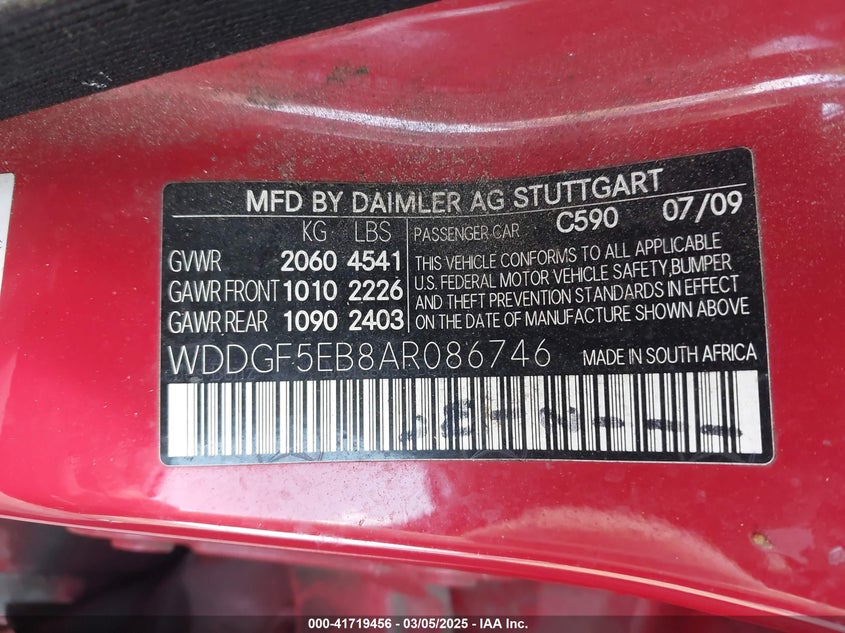 MFD BY DAIMLER AG STUTTGART
KG LBS PASSENGER CAR C590 07/09
GVWR 2060 4541
GAWR FRONT 1010 2226
GAWR REAR 1090 2403
THIS VEHICLE CONFORMS TO ALL APPLICABLE
U.S. FEDERAL MOTOR VEHICLE SAFETY, BUMPER
AND THEFT PREVENTION STANDARDS IN EFFECT
ON THE DATE OF MANUFACTURE SHOWN ABOVE
WDDGF5EB8AR086746 MADE IN SOUTH AFRICA
000-41719456 — 03/05/2025 — IAA Inc.